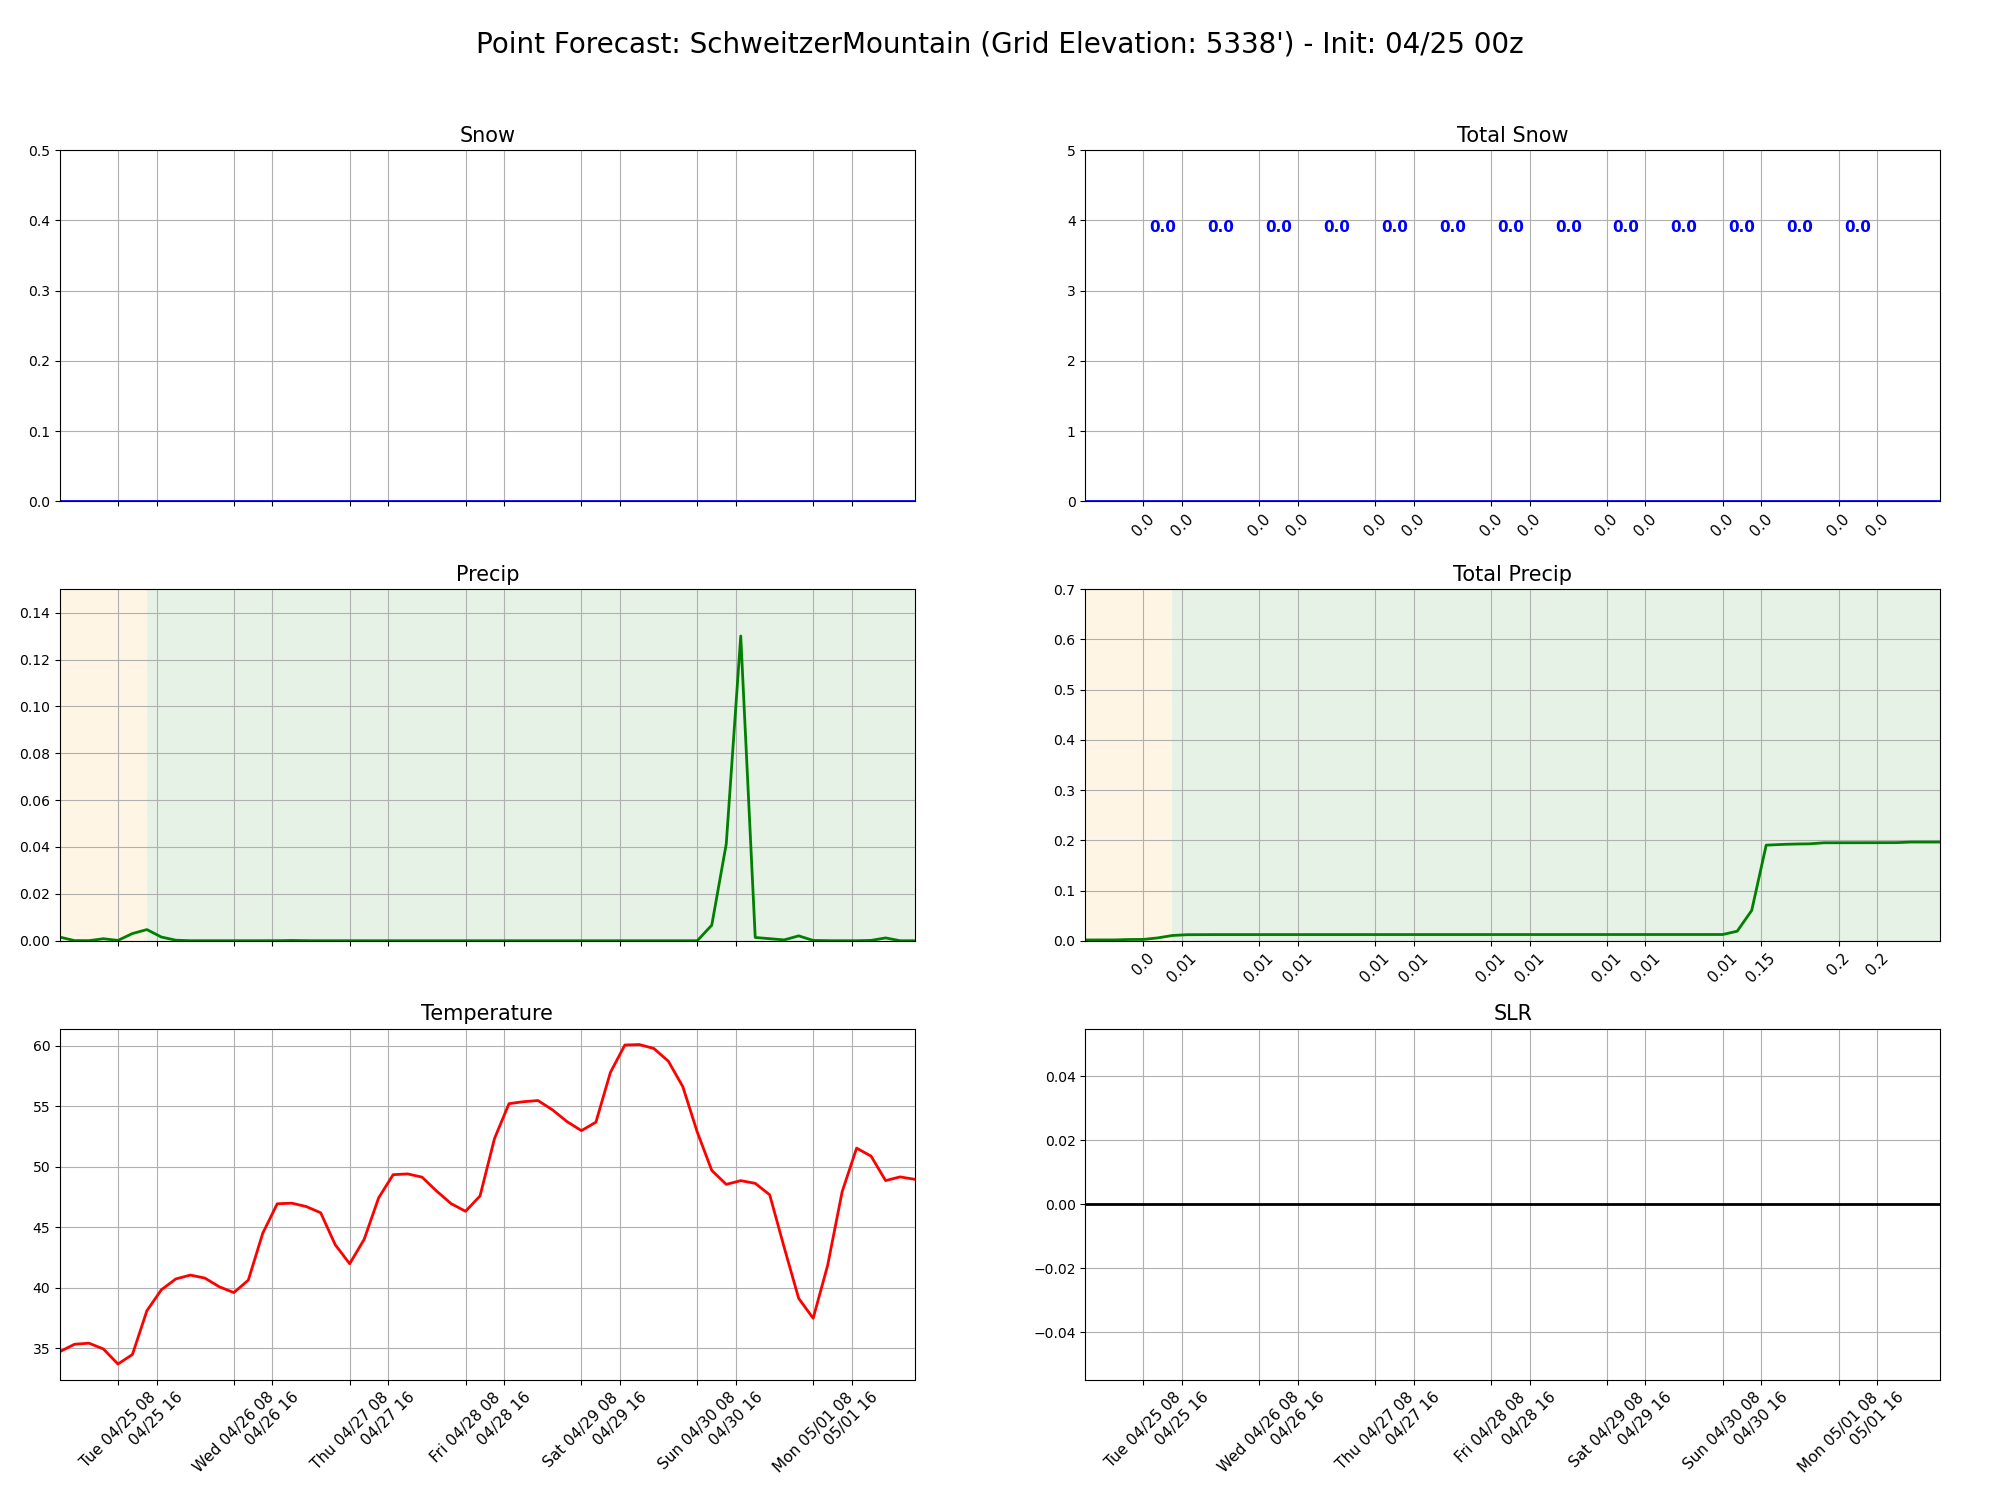 Point Forecast: SchweitzerMountain (Grid Elevation: 5338') - Init: 04/25 00z
Snow
0.5
0.4
0.3
0.2
0.1
0.0
Total Snow
5
4
3
2
1
0
0.0 0.0 0.0 0.0 0.0 0.0 0.0 0.0 0.0 0.0 0.0 0.0 0.0
0.0 0.0 0.0 0.0 0.0 0.0 0.0 0.0 0.0 0.0 0.0 0.0 0.0 0.0
Precip
0.14
0.12
0.10
0.08
0.06
0.04
0.02
0.00
Total Precip
0.7
0.6
0.5
0.4
0.3
0.2
0.1
0.0
0.0 0.01 0.01 0.01 0.01 0.01 0.01 0.01 0.01 0.01 0.01 0.15 0.2 0.2
Temperature
60
55
50
45
40
35
Tue 04/25 08
04/25 16
Wed 04/26 08
04/26 16
Thu 04/27 08
04/27 16
Fri 04/28 08
04/28 16
Sat 04/29 08
04/29 16
Sun 04/30 08
04/30 16
Mon 05/01 08
05/01 16
SLR
0.04
0.02
0.00
−0.02
−0.04
Tue 04/25 08
04/25 16
Wed 04/26 08
04/26 16
Thu 04/27 08
04/27 16
Fri 04/28 08
04/28 16
Sat 04/29 08
04/29 16
Sun 04/30 08
04/30 16
Mon 05/01 08
05/01 16